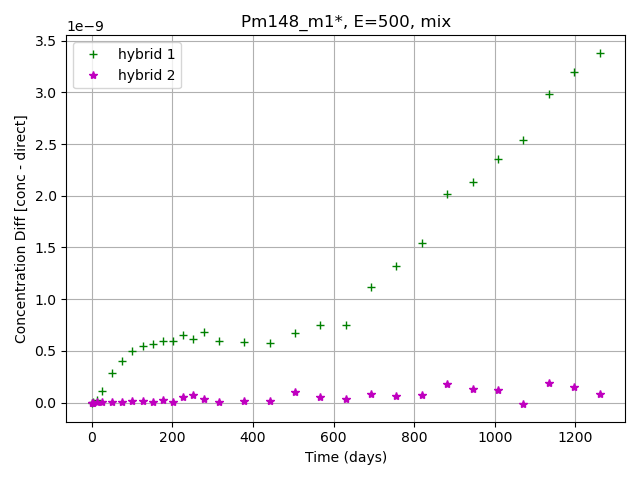 Pm148_m1*, E=500, mix
1e−9
hybrid 1
hybrid 2
3.5
3.0
2.5
2.0
1.5
1.0
0.5
0.0
Concentration Diff [conc - direct]
0 200 400 600 800 1000 1200
Time (days)